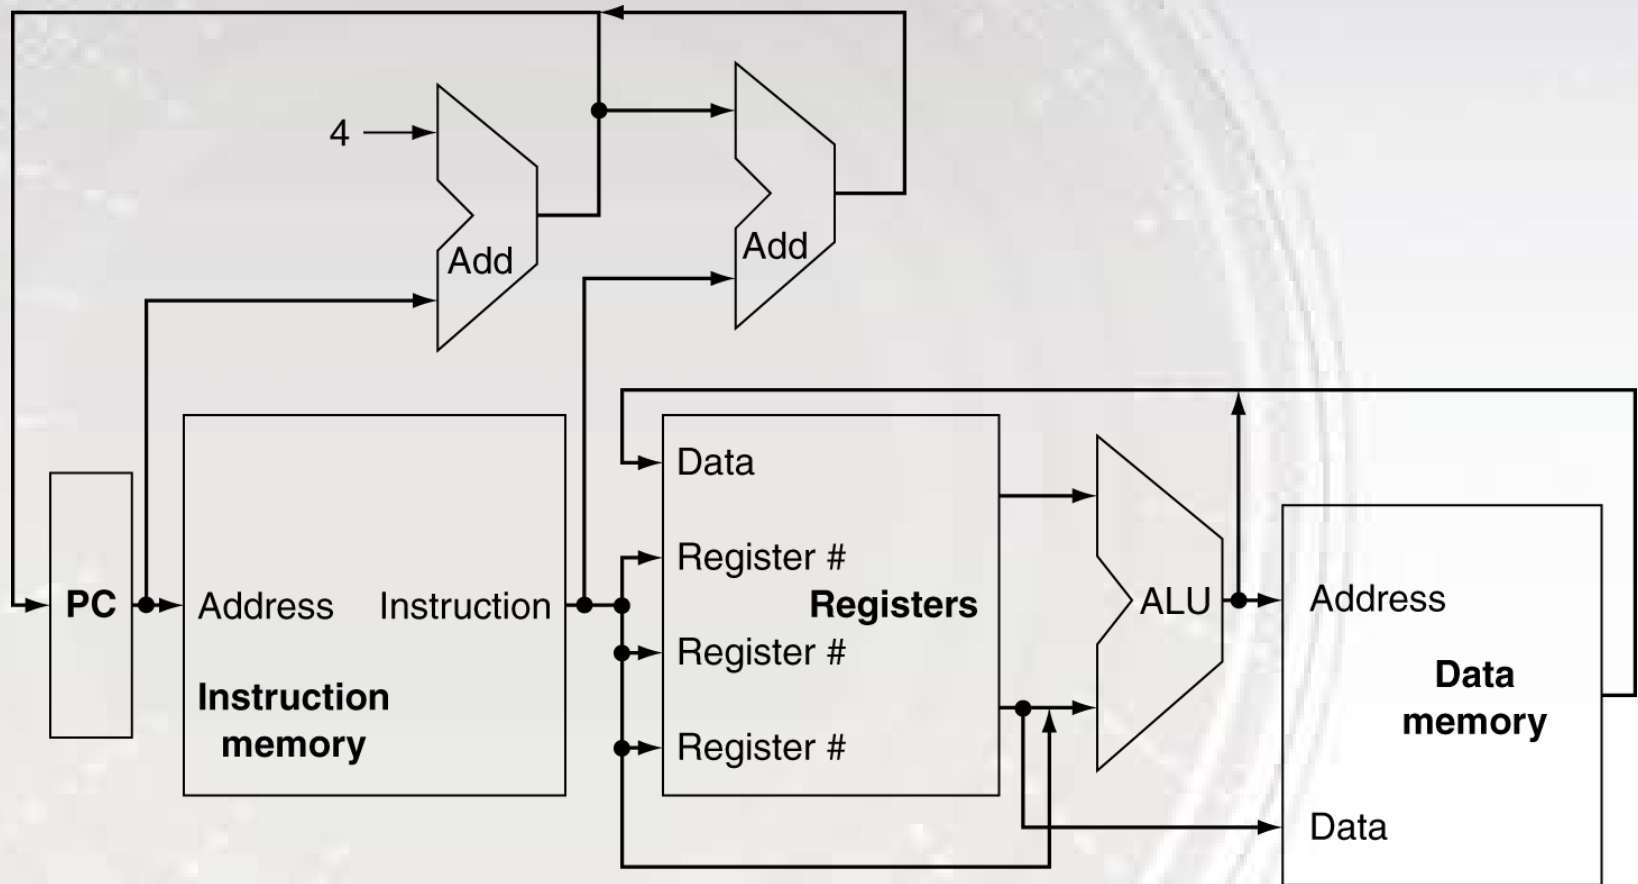 4
Add
Add
PC
Address
Instruction
Instruction
memory
Data
Register #
Registers
Register #
Register #
ALU
Address
Data
memory
Data